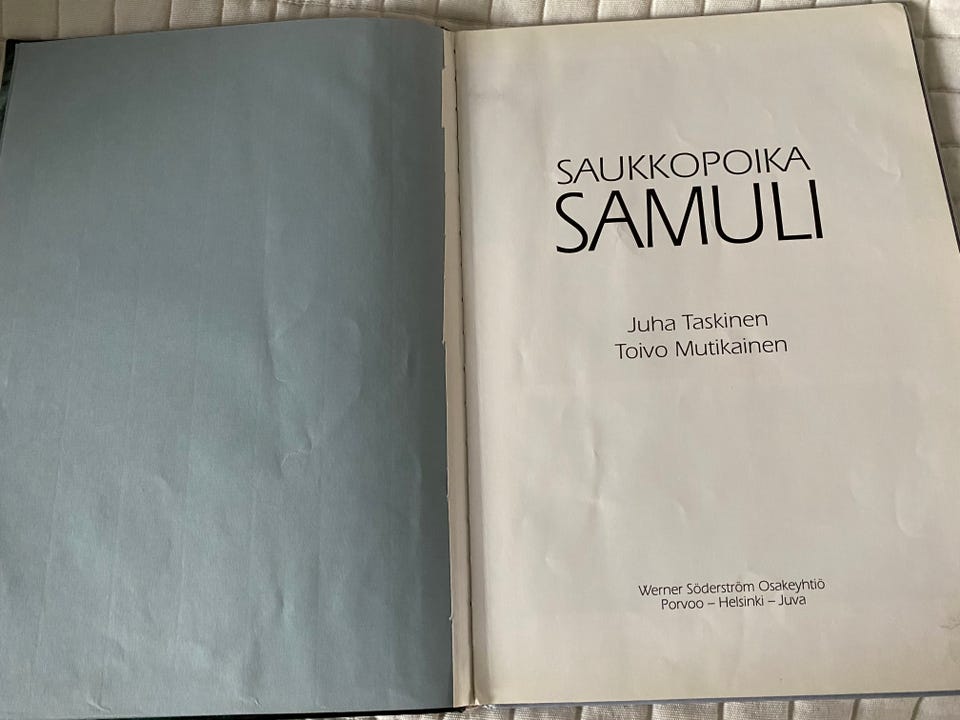 SAUKKOPOIKA
SAMULI
Juha Taskinen
Toivo Mutikainen
Werner Söderström Osakeyhtiö
Porvoo – Helsinki – Juva